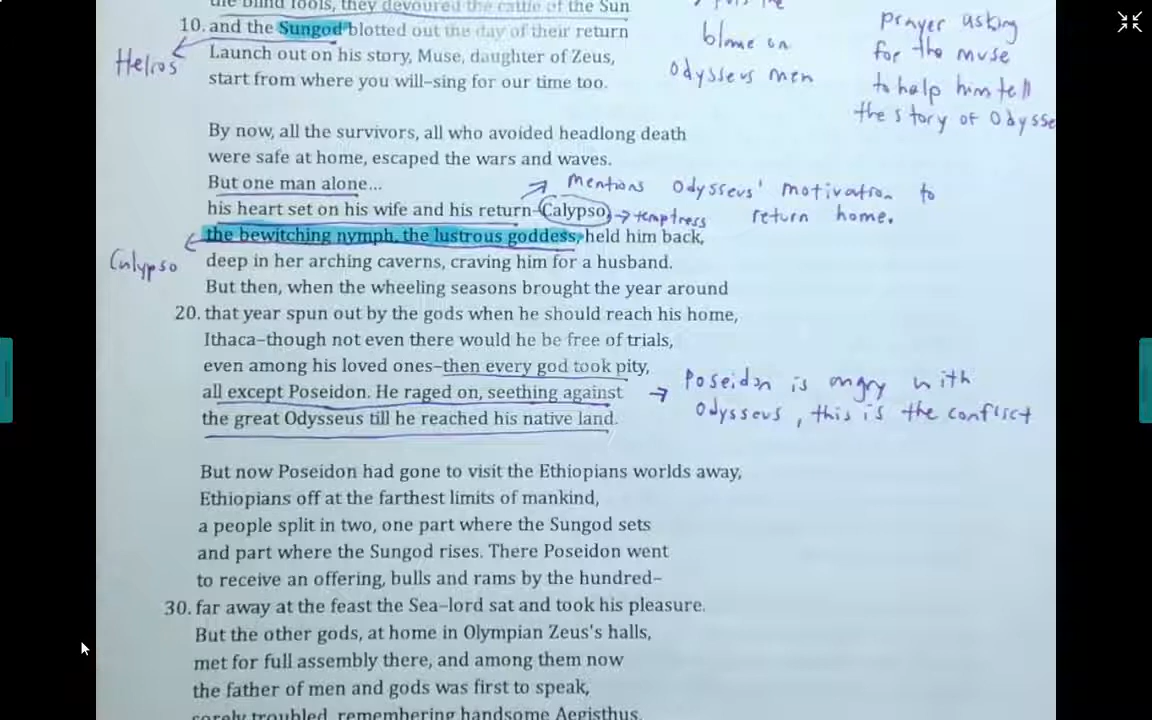 the blind fools, they devoured the cattle of the Sun
10. and the Sungod blotted out the day of their return
Launch out on his story, Muse, daughter of Zeus,
start from where you will–sing for our time too.
Helios
blame on
Odysseus men
prayer asking
for the muse
to help him tell
the story of Odysse
By now, all the survivors, all who avoided headlong death
were safe at home, escaped the wars and waves.
But one man alone...
his heart set on his wife and his return–Calypso,
the bewitching nymph, the lustrous goddess, held him back,
deep in her arching caverns, craving him for a husband.
But then, when the wheeling seasons brought the year around
20. that year spun out by the gods when he should reach his home,
Ithaca–though not even there would he be free of trials,
even among his loved ones–then every god took pity,
all except Poseidon. He raged on, seething against
the great Odysseus till he reached his native land.
mentions Odysseus' motivation to
return home.
temptress
Calypso
Poseidon is angry with
Odysseus, this is the conflict
But now Poseidon had gone to visit the Ethiopians worlds away,
Ethiopians off at the farthest limits of mankind,
a people split in two, one part where the Sungod sets
and part where the Sungod rises. There Poseidon went
to receive an offering, bulls and rams by the hundred–
30. far away at the feast the Sea–lord sat and took his pleasure.
But the other gods, at home in Olympian Zeus's halls,
met for full assembly there, and among them now
the father of men and gods was first to speak,
sorely troubled, remembering handsome Aegisthus,